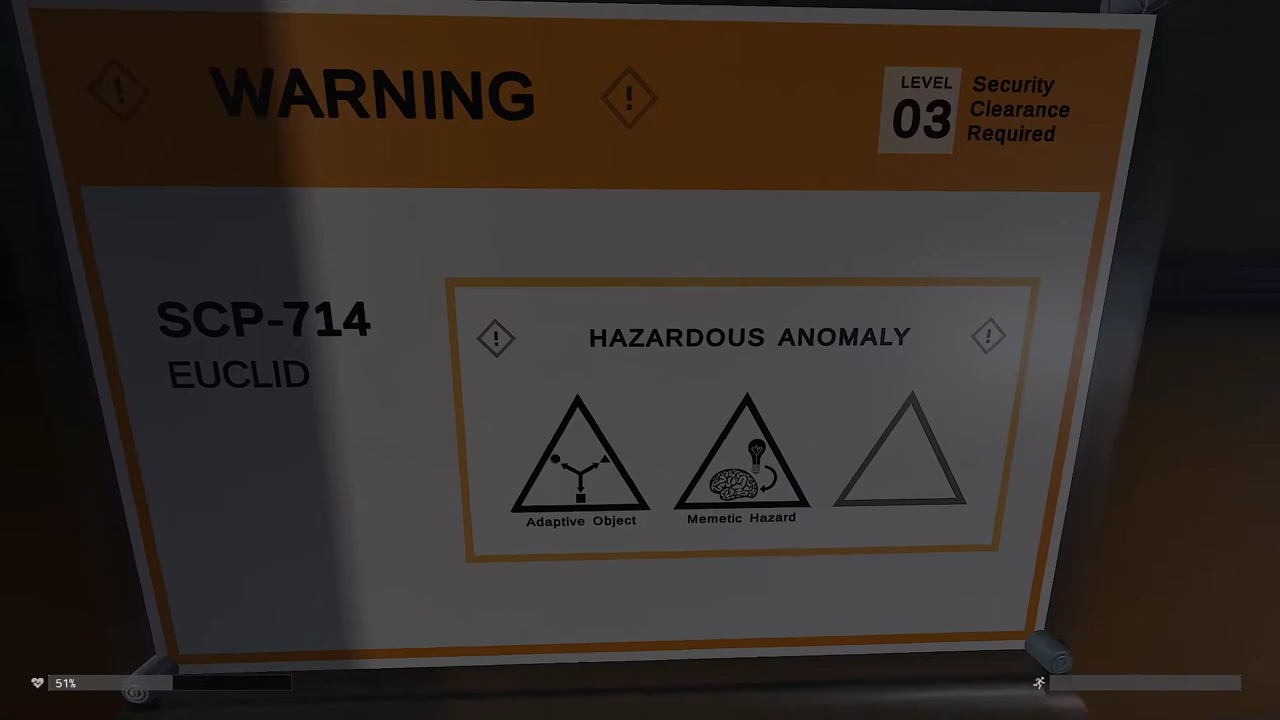 WARNING
LEVEL
03
Security
Clearance
Required
SCP-714
EUCLID
HAZARDOUS ANOMALY
Adaptive Object
Memetic Hazard
51%